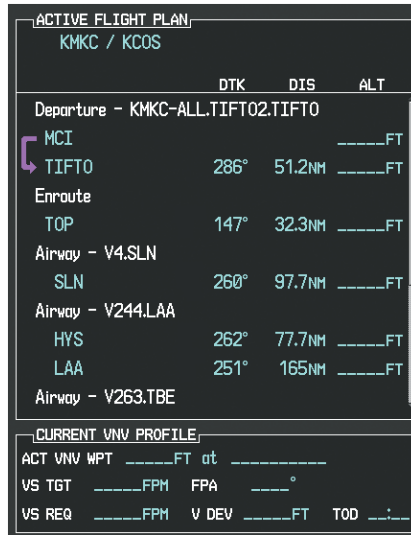 ACTIVE FLIGHT PLAN
KMKC / KCOS
DTK DIS ALT
Departure - KMKC-ALL.TIFTO2.TIFTO
MCI _____FT
TIFTO 286° 51.2NM _____FT
Enroute
TOP 147° 32.3NM _____FT
Airway - V4.SLN
SLN 260° 97.7NM _____FT
Airway - V244.LAA
HYS 262° 77.7NM _____FT
LAA 251° 165NM _____FT
Airway - V263.TBE
CURRENT VNV PROFILE
ACT VNV WPT _____FT at __________
VS TGT _____FPM FPA ____°
VS REQ _____FPM V DEV _____FT TOD __:__